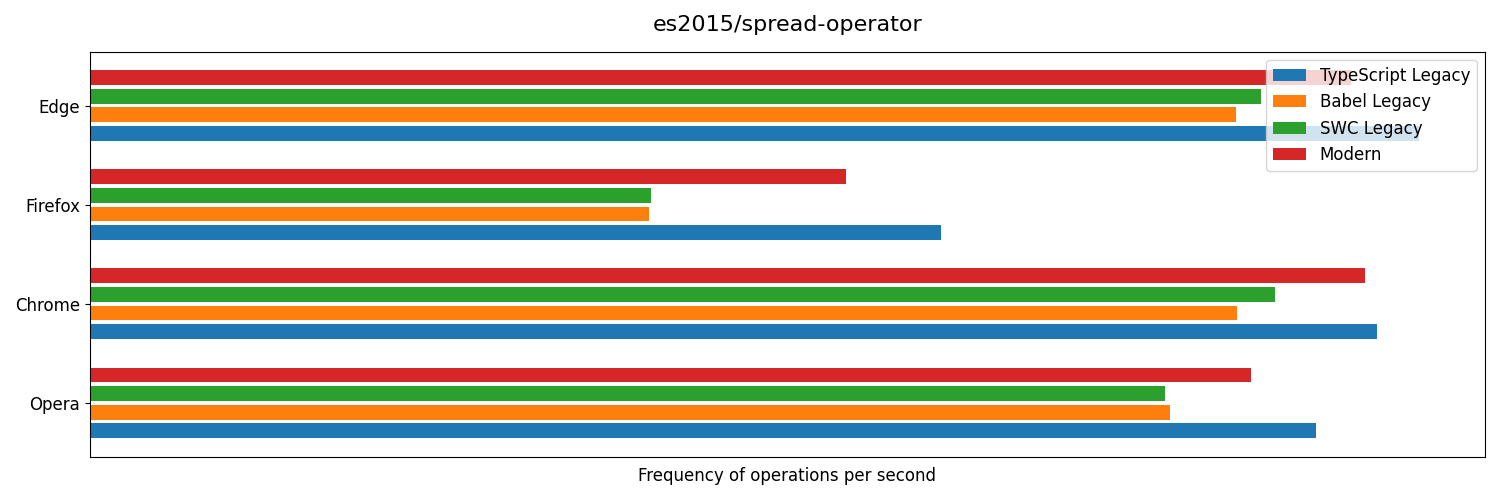 es2015/spread-operator
TypeScript Legacy
Babel Legacy
SWC Legacy
Modern
Edge
Firefox
Chrome
Opera
Frequency of operations per second